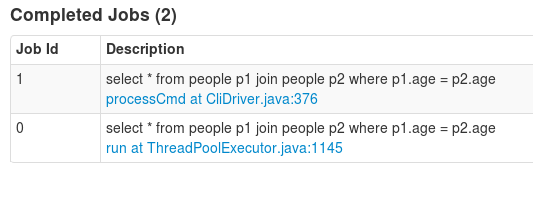 Completed Jobs (2)
Job Id Description
1 select * from people p1 join people p2 where p1.age = p2.age
processCmd at CliDriver.java:376
0 select * from people p1 join people p2 where p1.age = p2.age
run at ThreadPoolExecutor.java:1145